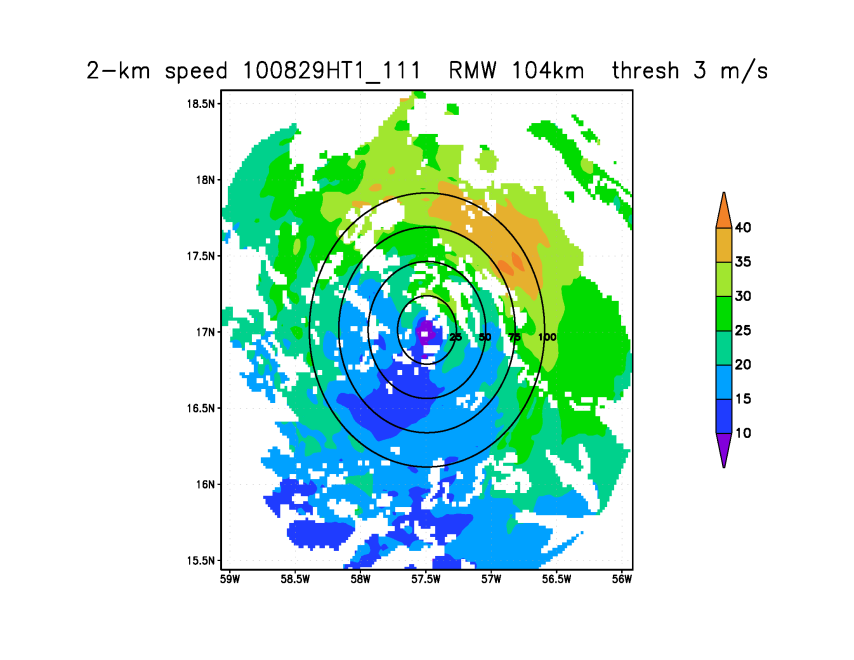 2-km speed 100829HT1_111 RMW 104km thresh 3 m/s
18.5N
18N
17.5N
17N
16.5N
16N
15.5N
59W 58.5W 58W 57.5W 57W 56.5W 56W
25 50 75 100
40
35
30
25
20
15
10